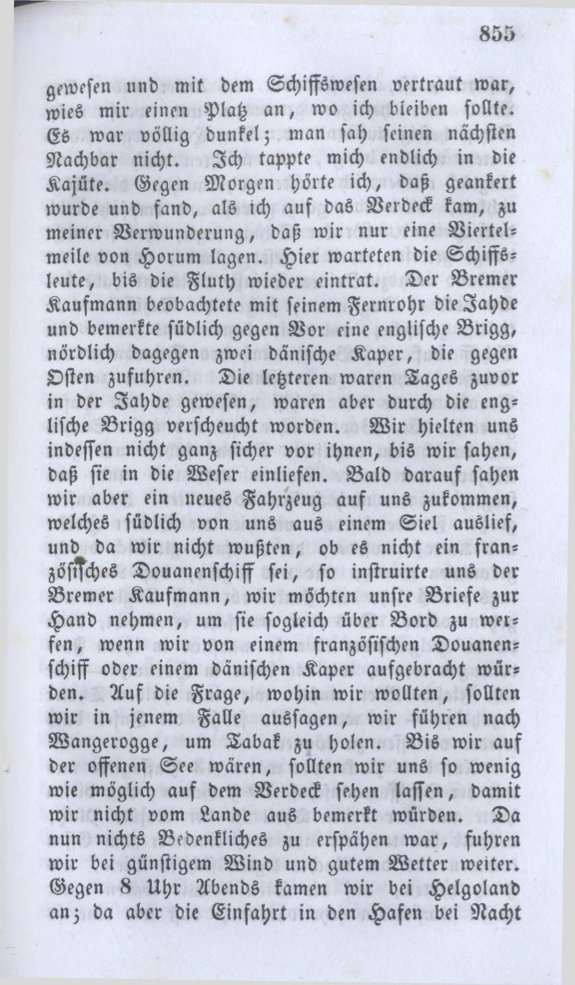 855
gewesen und mit dem Schiffswesen vertraut war,
wies mir einen Platz an, wo ich bleiben sollte.
Es war völlig dunkel; man sah seinen nächsten
Nachbar nicht. Ich tappte mich endlich in die
Kajüte. Gegen Morgen hörte ich, daß geankert
wurde und fand, als ich auf das Verdeck kam, zu
meiner Verwunderung, daß wir nur eine Viertel-
meile von Horum lagen. Hier warteten die Schiffs-
leute, bis die Fluth wieder eintrat. Der Bremer
Kaufmann beobachtete mit seinem Fernrohr die Jahde
und bemerkte südlich gegen Vor eine englische Brigg,
nördlich dagegen zwei dänische Kaper, die gegen
Osten zufuhren. Die letzteren waren Tages zuvor
in der Jahde gewesen, waren aber durch die eng-
lische Brigg verscheucht worden. Wir hielten uns
indessen nicht ganz sicher vor ihnen, bis wir sahen,
daß sie in die Weser einliefen. Bald darauf sahen
wir aber ein neues Fahrzeug auf uns zukommen,
welches südlich von uns aus einem Siel auslief,
und da wir nicht wußten, ob es nicht ein fran-
zösisches Douanenschiff sei, so instruirte uns der
Bremer Kaufmann, wir möchten unsre Briefe zur
Hand nehmen, um sie sogleich über Bord zu wer-
fen, wenn wir von einem französischen Douanen-
schiff oder einem dänischen Kaper aufgebracht wür-
den. Auf die Frage, wohin wir wollten, sollten
wir in jenem Falle aussagen, wir führen nach
Wangerogge, um Tabak zu holen. Bis wir auf
der offenen See wären, sollten wir uns so wenig
wie möglich auf dem Verdeck sehen lassen, damit
wir nicht vom Lande aus bemerkt würden. Da
nun nichts Bedenkliches zu erspähen war, fuhren
wir bei günstigem Wind und gutem Wetter weiter.
Gegen 8 Uhr Abends kamen wir bei Helgoland
an; da aber die Einfahrt in den Hafen bei Nacht